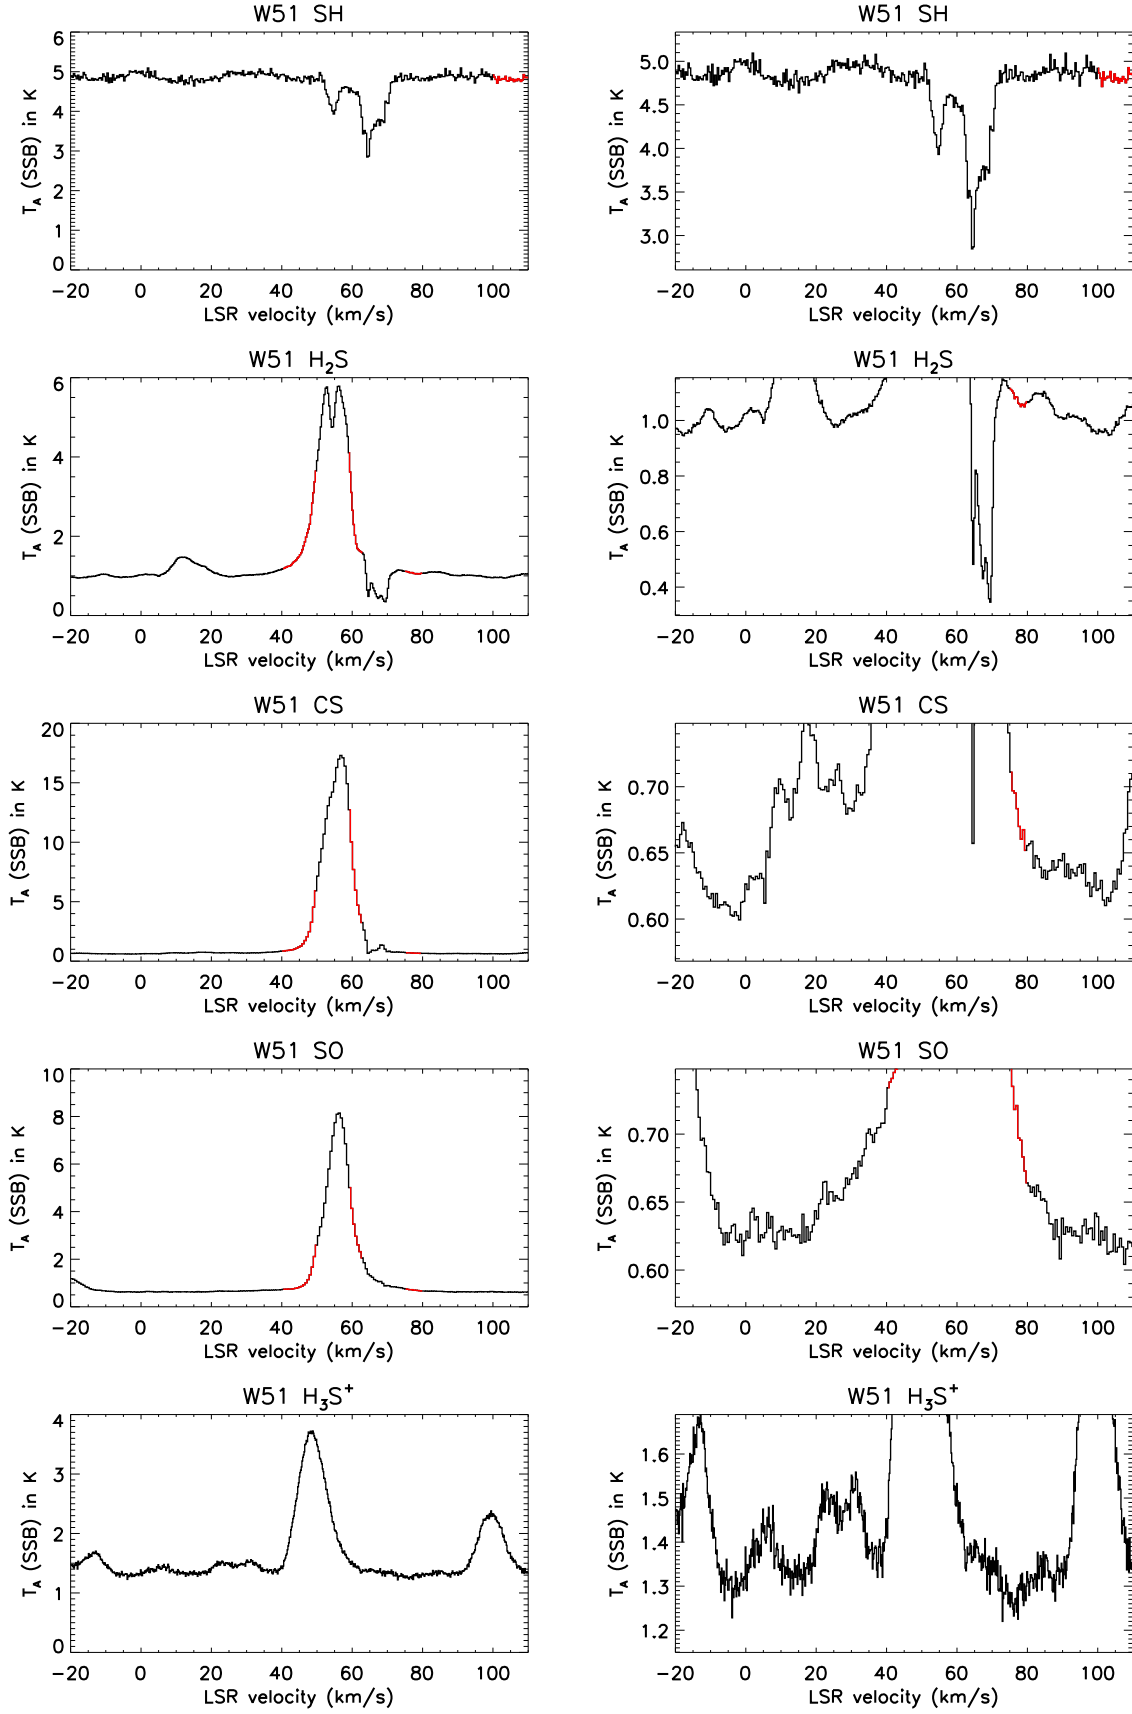 W51 SH
6
5
4
3
2
1
0
T_A (SSB) in K
-20 0 20 40 60 80 100
LSR velocity (km/s)
W51 SH
5.0
4.5
4.0
3.5
3.0
T_A (SSB) in K
-20 0 20 40 60 80 100
LSR velocity (km/s)
W51 H₂S
6
4
2
0
T_A (SSB) in K
-20 0 20 40 60 80 100
LSR velocity (km/s)
W51 H₂S
1.0
0.8
0.6
0.4
T_A (SSB) in K
-20 0 20 40 60 80 100
LSR velocity (km/s)
W51 CS
20
15
10
5
0
T_A (SSB) in K
-20 0 20 40 60 80 100
LSR velocity (km/s)
W51 CS
0.70
0.65
0.60
T_A (SSB) in K
-20 0 20 40 60 80 100
LSR velocity (km/s)
W51 SO
10
8
6
4
2
0
T_A (SSB) in K
-20 0 20 40 60 80 100
LSR velocity (km/s)
W51 SO
0.70
0.65
0.60
T_A (SSB) in K
-20 0 20 40 60 80 100
LSR velocity (km/s)
W51 H₃S⁺
4
3
2
1
0
T_A (SSB) in K
-20 0 20 40 60 80 100
LSR velocity (km/s)
W51 H₃S⁺
1.6
1.5
1.4
1.3
1.2
T_A (SSB) in K
-20 0 20 40 60 80 100
LSR velocity (km/s)